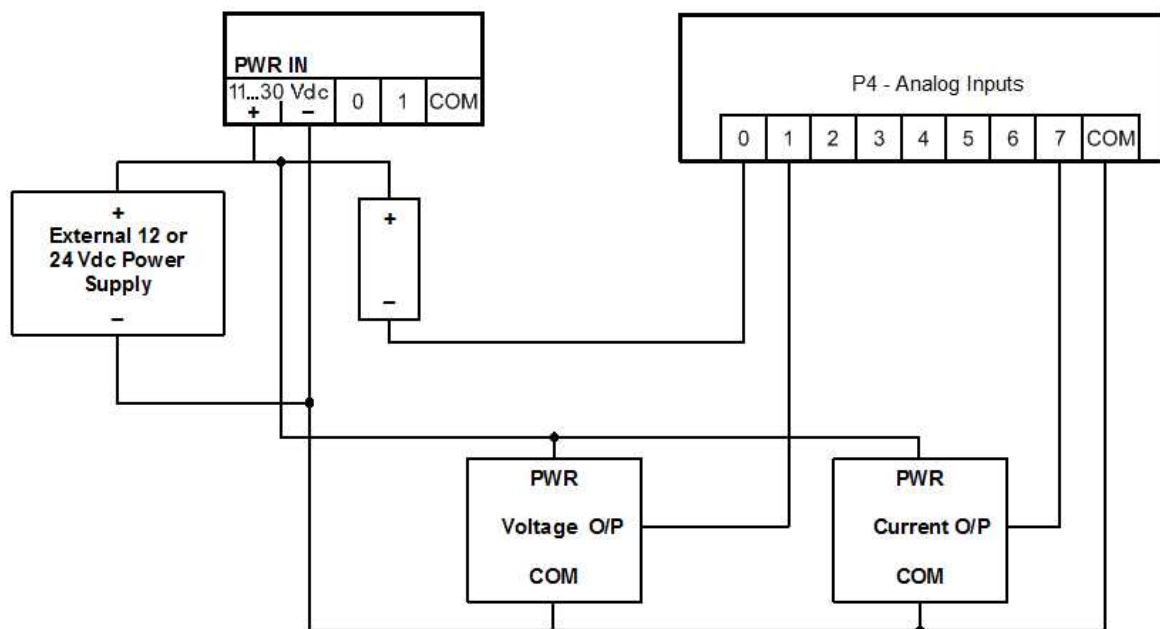 PWR IN
11...30 Vdc
+ –
0 1 COM
P4 - Analog Inputs
0 1 2 3 4 5 6 7 COM
+
External 12 or
24 Vdc Power
Supply
–
+
–
PWR
Voltage O/P
COM
PWR
Current O/P
COM